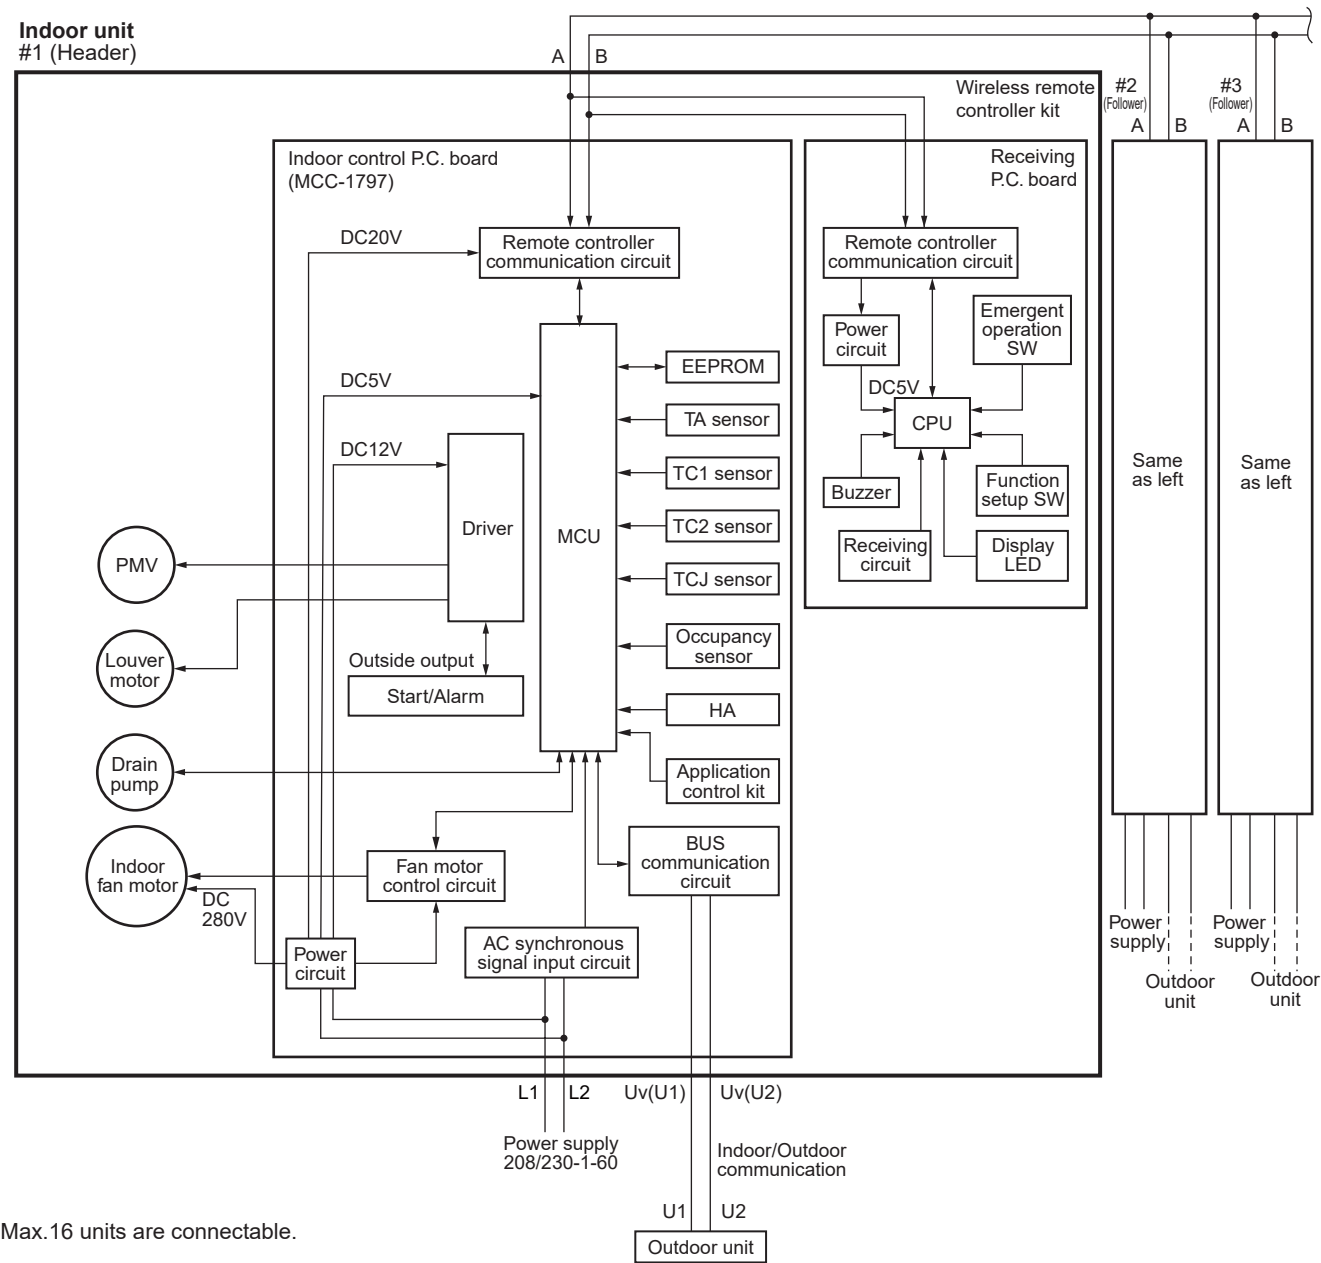 Indoor unit
#1 (Header)
A B
Wireless remote
controller kit
#2
(Follower)
A B
#3
(Follower)
A B
Indoor control P.C. board
(MCC-1797)
Receiving
P.C. board
DC20V
Remote controller
communication circuit
Remote controller
communication circuit
Power
circuit
Emergent
operation
SW
DC5V
EEPROM
DC5V
CPU
TA sensor
DC12V
TC1 sensor
Buzzer
Function
setup SW
Same
as left
Same
as left
Driver
MCU
TC2 sensor
Receiving
circuit
Display
LED
PMV
TCJ sensor
Occupancy
sensor
Louver
motor
Outside output
Start/Alarm
HA
Drain
pump
Application
control kit
Indoor
fan motor
Fan motor
control circuit
BUS
communication
circuit
DC
280V
Power
circuit
AC synchronous
signal input circuit
Power
supply
Power
supply
Outdoor
unit
Outdoor
unit
L1 L2 Uv(U1) Uv(U2)
Power supply
208/230-1-60
Indoor/Outdoor
communication
U1 U2
Max.16 units are connectable.
Outdoor unit